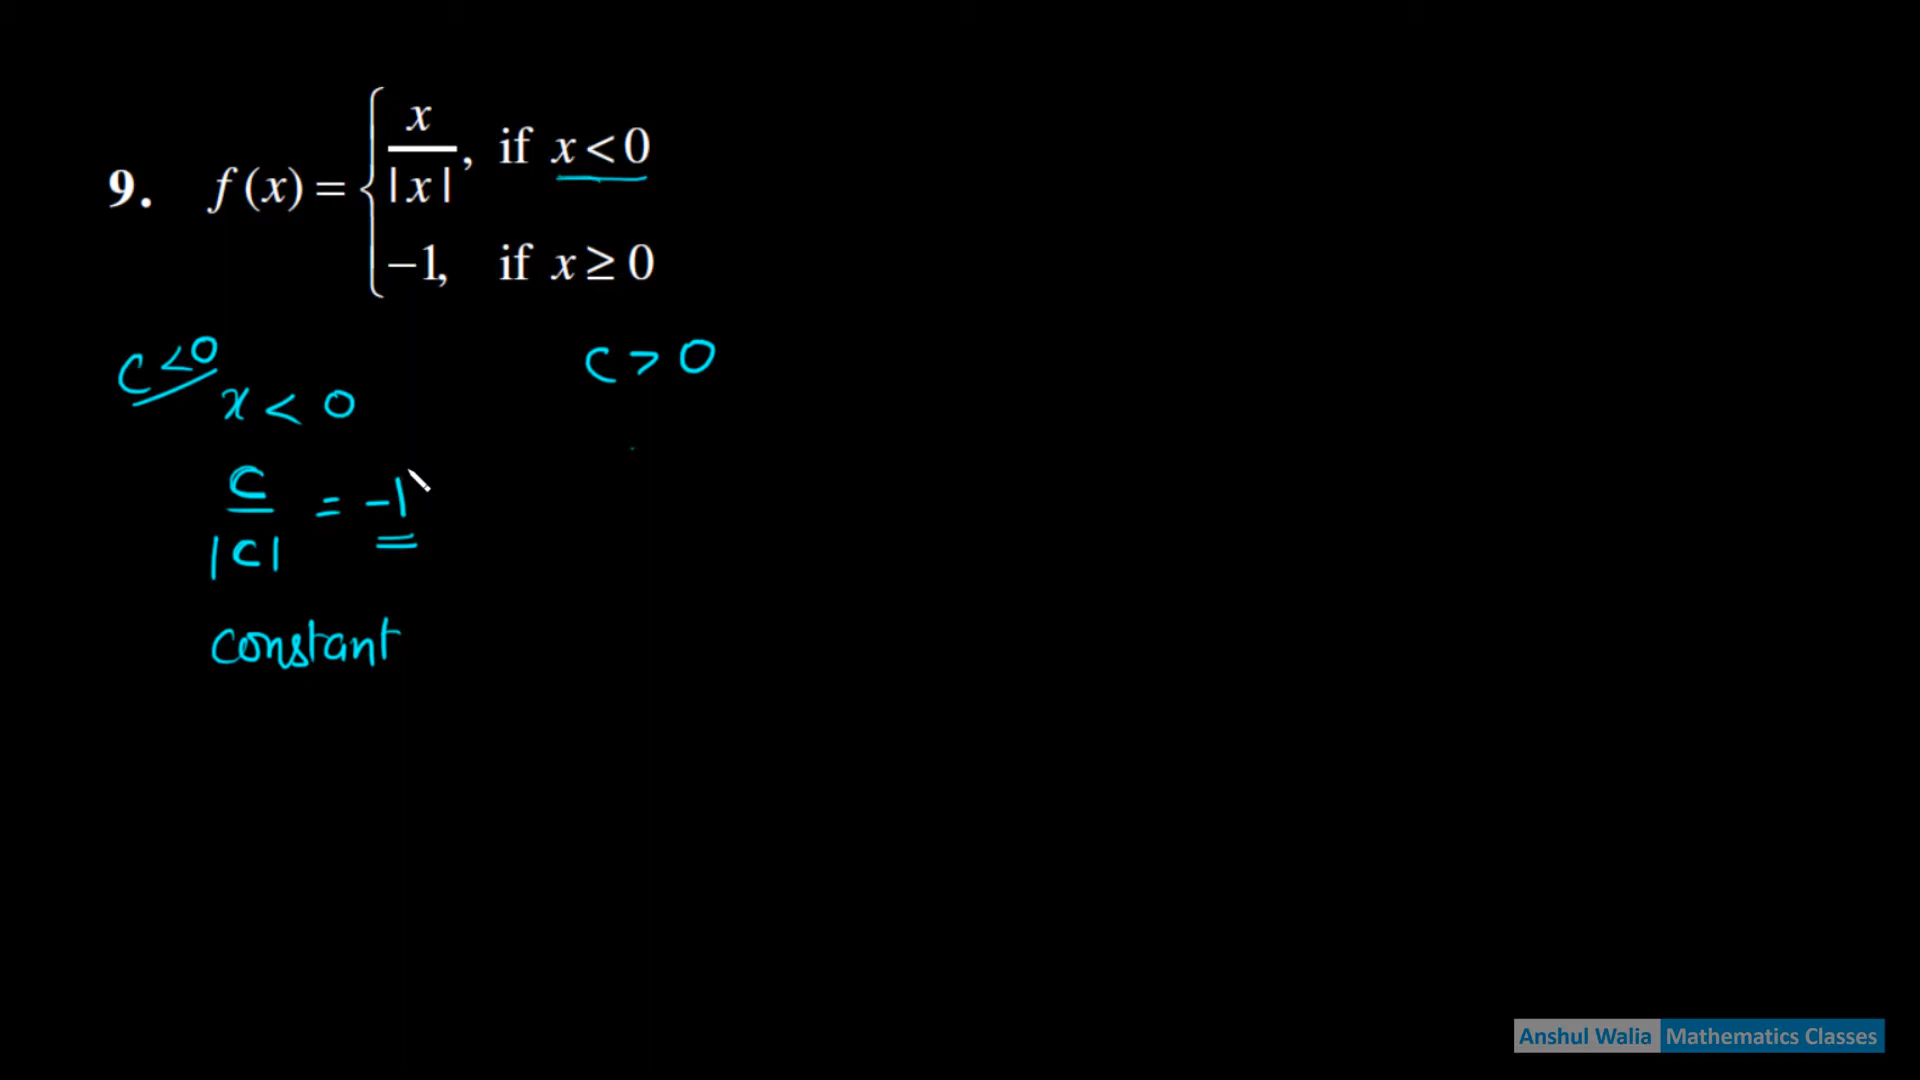 9. f(x) = { x/|x|, if x < 0
−1, if x ≥ 0
c < 0
x < 0
c/|c| = -1
constant
c > 0
Anshul Walia Mathematics Classes